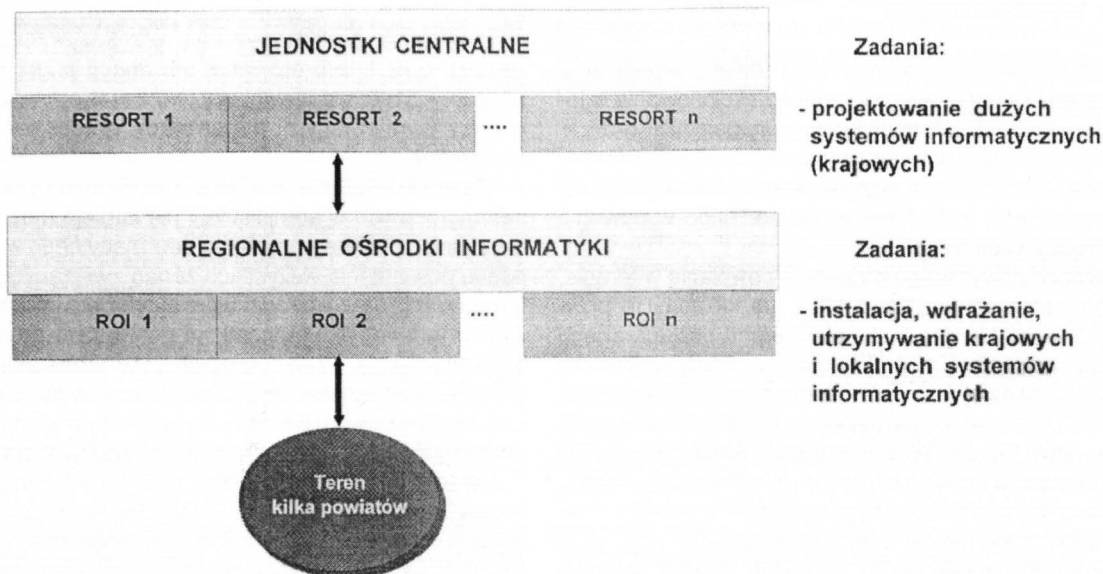 JEDNOSTKI CENTRALNE
RESORT 1
RESORT 2
....
RESORT n
Zadania:
- projektowanie dużych
systemów informatycznych
(krajowych)
REGIONALNE OŚRODKI INFORMATYKI
ROI 1
ROI 2
....
ROI n
Zadania:
- instalacja, wdrażanie,
utrzymywanie krajowych
i lokalnych systemów
informatycznych
Teren
kilka powiatów